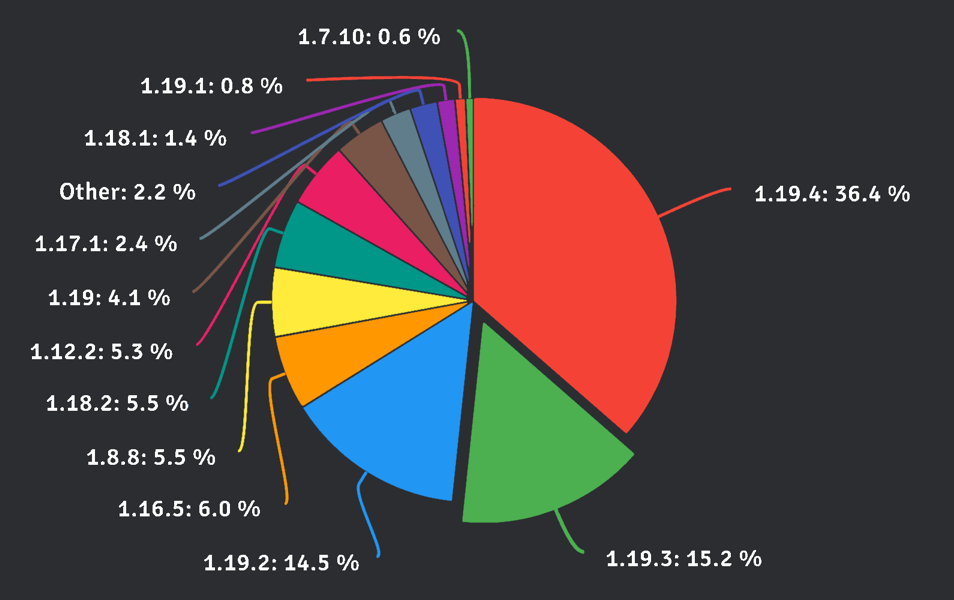 1.7.10: 0.6 %
1.19.1: 0.8 %
1.18.1: 1.4 %
Other: 2.2 %
1.17.1: 2.4 %
1.19: 4.1 %
1.12.2: 5.3 %
1.18.2: 5.5 %
1.8.8: 5.5 %
1.16.5: 6.0 %
1.19.2: 14.5 %
1.19.3: 15.2 %
1.19.4: 36.4 %